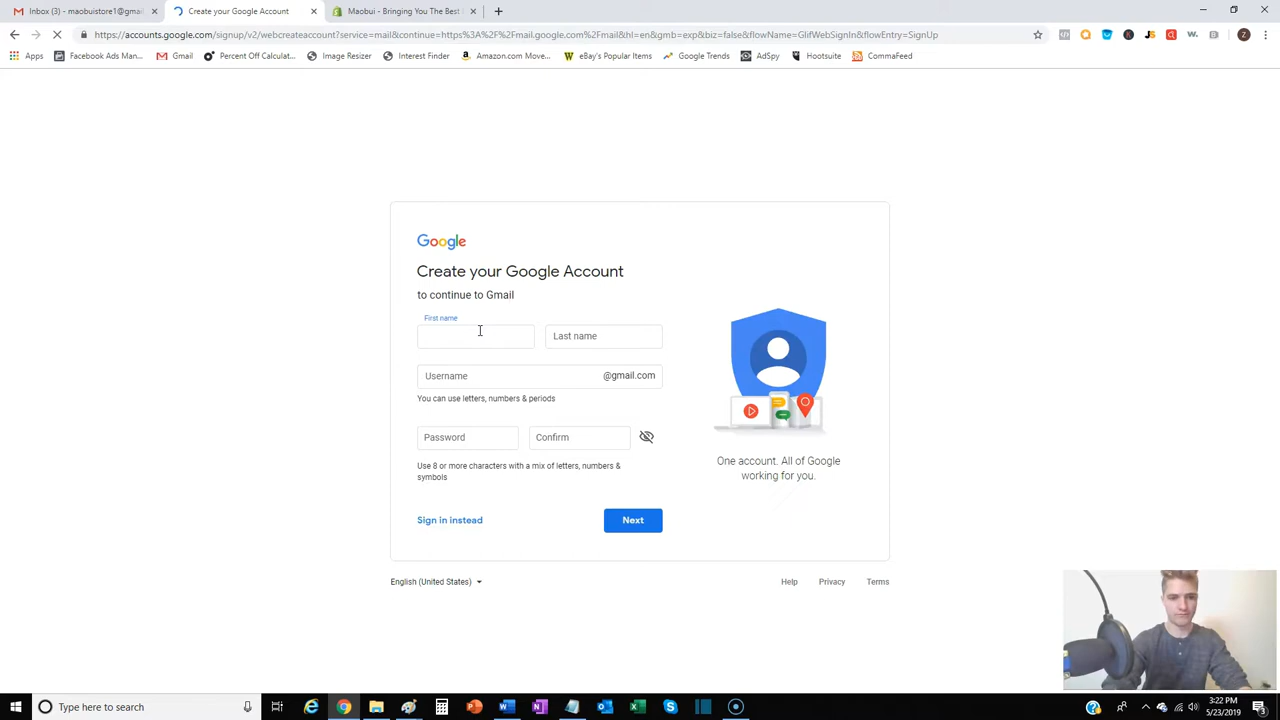 Inbox (3) - maobuistore1@gmail
Create your Google Account
Maobui - Bringing You The Best
https://accounts.google.com/signup/v2/webcreateaccount?service=mail&continue=https%3A%2F%2Fmail.google.com%2Fmail&hl=en&gmb=exp&biz=false&flowName=GlifWebSignIn&flowEntry=SignUp
Apps
Facebook Ads Man
Gmail
Percent Off Calculat
Image Resizer
Interest Finder
Amazon.com Move
eBay's Popular Items
Google Trends
AdSpy
Hootsuite
CommaFeed
Google
Create your Google Account
to continue to Gmail
First name
Last name
Username
@gmail.com
You can use letters, numbers & periods
Password
Confirm
Use 8 or more characters with a mix of letters, numbers &
symbols
One account. All of Google
working for you.
Sign in instead
Next
English (United States)
Help
Privacy
Terms
Type here to search
3:22 PM
5/23/2019